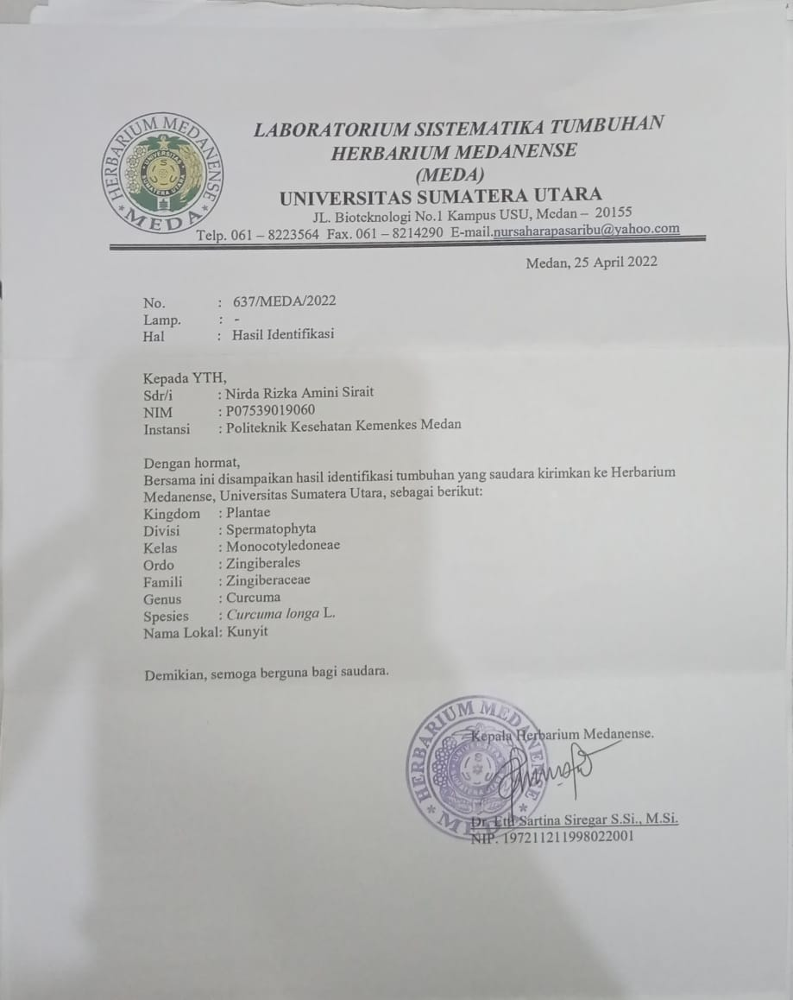 HERBARIUM MEDANENSE
UNIVERSITAS
SUMATERA UTARA
* MEDA *
LABORATORIUM SISTEMATIKA TUMBUHAN
HERBARIUM MEDANENSE
(MEDA)
UNIVERSITAS SUMATERA UTARA
JL. Bioteknologi No.1 Kampus USU, Medan – 20155
Telp. 061 – 8223564 Fax. 061 – 8214290 E-mail.nursaharapasaribu@yahoo.com
Medan, 25 April 2022
No. : 637/MEDA/2022
Lamp. : -
Hal : Hasil Identifikasi
Kepada YTH,
Sdr/i : Nirda Rizka Amini Sirait
NIM : P07539019060
Instansi : Politeknik Kesehatan Kemenkes Medan
Dengan hormat,
Bersama ini disampaikan hasil identifikasi tumbuhan yang saudara kirimkan ke Herbarium
Medanense, Universitas Sumatera Utara, sebagai berikut:
Kingdom : Plantae
Divisi : Spermatophyta
Kelas : Monocotyledoneae
Ordo : Zingiberales
Famili : Zingiberaceae
Genus : Curcuma
Spesies : Curcuma longa L.
Nama Lokal: Kunyit
Demikian, semoga berguna bagi saudara.
HERBARIUM MEDANENSE
* MEDA *
Kepala Herbarium Medanense.
Dr. Etti Sartina Siregar S.Si., M.Si.
NIP. 197211211998022001